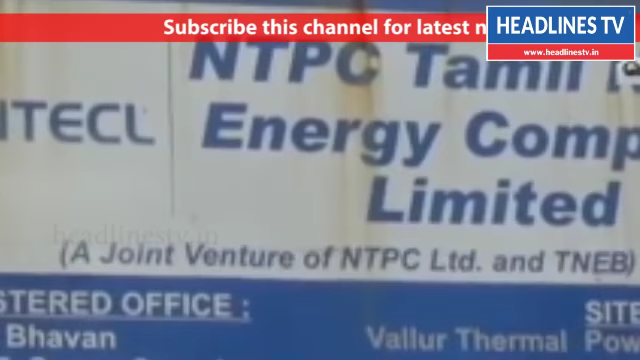 Subscribe this channel for latest n
HEADLINES TV
www.headlinestv.in
NTPC Tamil
NTECL
Energy Comp
Limited
headlinestv.in
(A Joint Venture of NTPC Ltd. and TNEB)
STERED OFFICE :
SITE
Bhavan
Vallur Thermal Pow